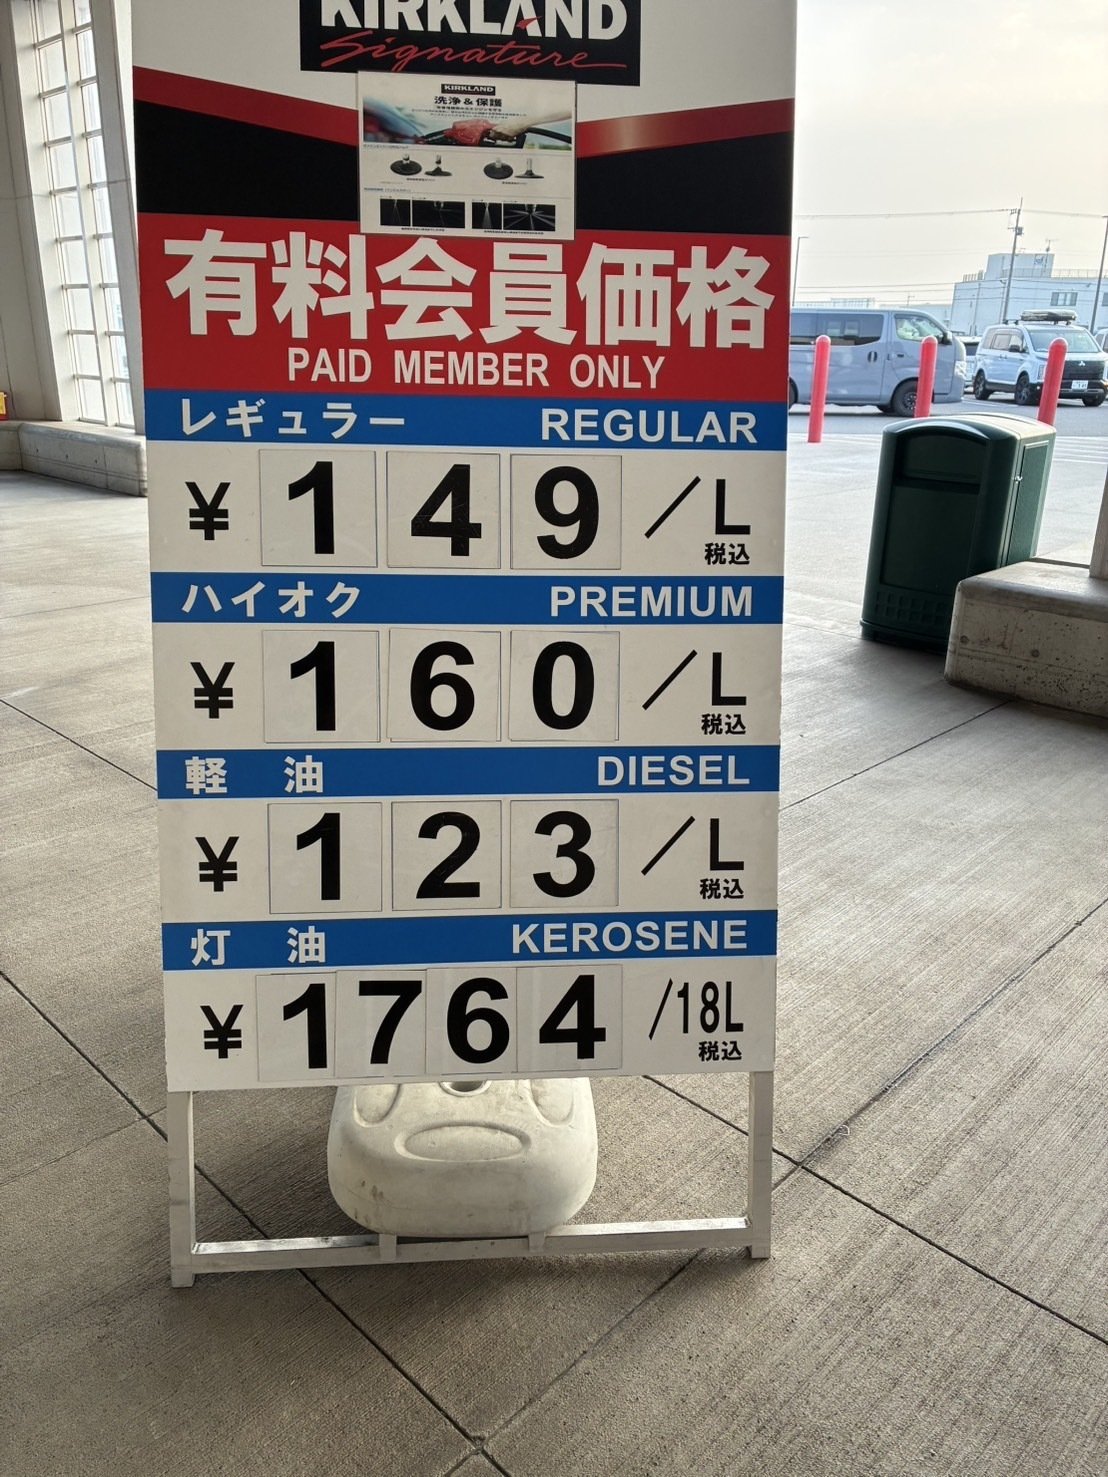 KIRKLAND
Signature
KIRKLAND
洗浄 & 保護
有料会員価格
PAID MEMBER ONLY
レギュラー REGULAR
¥ 149 /L
税込
ハイオク PREMIUM
¥ 160 /L
税込
軽油 DIESEL
¥ 123 /L
税込
灯油 KEROSENE
¥ 1764 /18L
税込